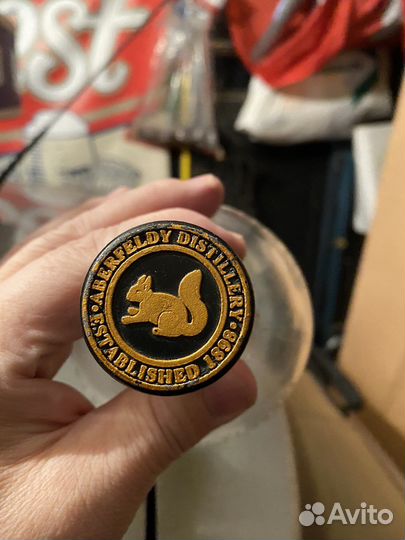 • ABERFELDY DISTILLERY •
ESTABLISHED 1898
Avito